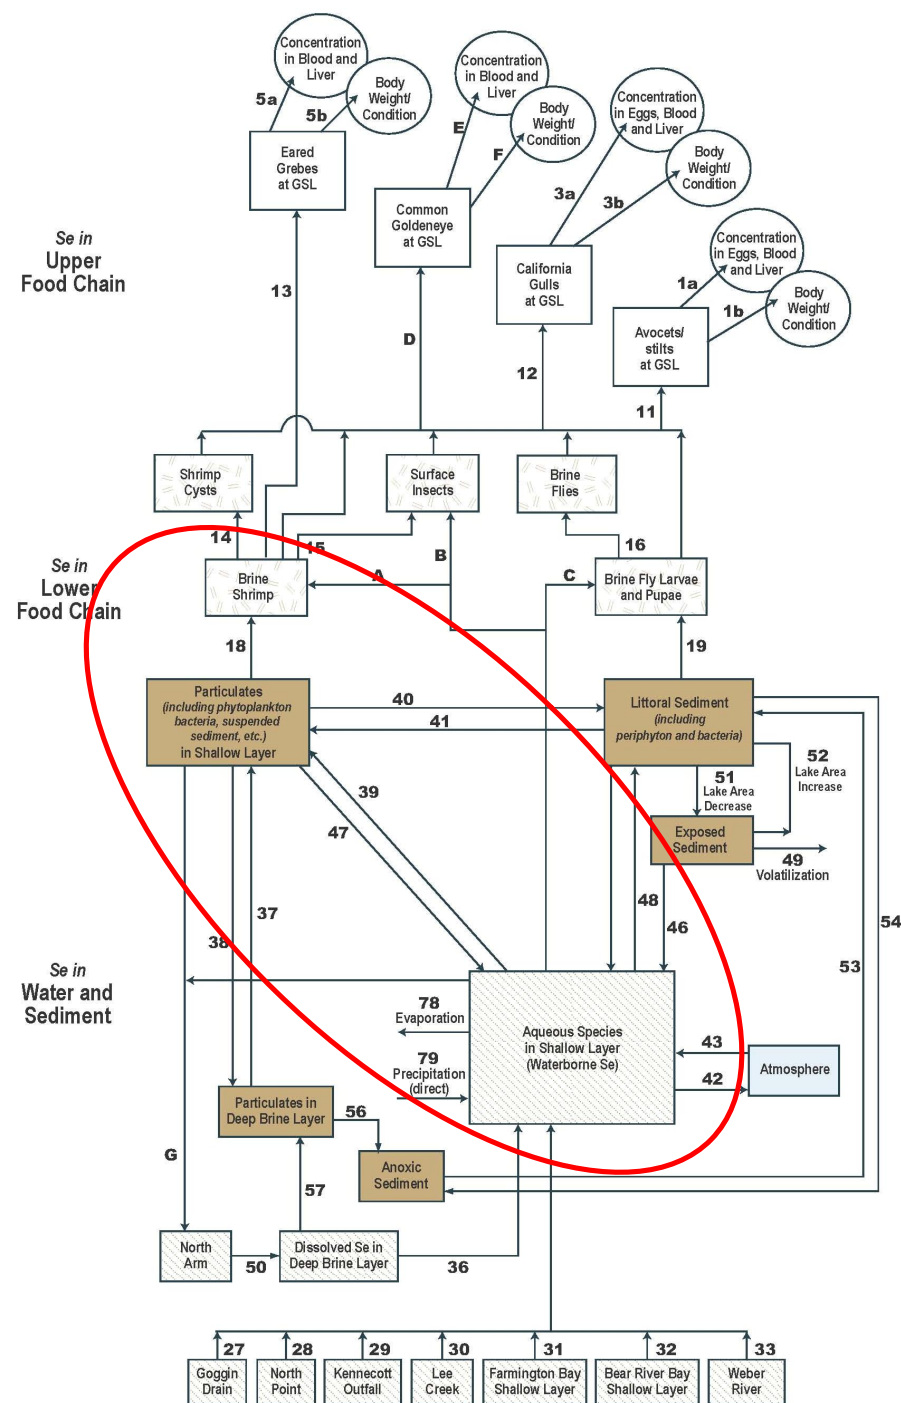 Concentration
in Blood and
Liver
Body
Weight/
Condition
5a
5b
Eared
Grebes
at GSL
Concentration
in Blood and
Liver
Body
Weight/
Condition
E
F
Common
Goldeneye
at GSL
Concentration
in Eggs, Blood
and Liver
Body
Weight/
Condition
3a
3b
California
Gulls
at GSL
Concentration
in Eggs, Blood
and Liver
Body
Weight/
Condition
1a
1b
Avocets/
stilts
at GSL
Se in
Upper
Food Chain
13
D
12
11
Shrimp
Cysts
Surface
Insects
Brine
Flies
14
15
B
16
Se in
Lower
Food Chain
Brine
Shrimp
A
C
Brine Fly Larvae
and Pupae
18
19
Particulates
(including phytoplankton
bacteria, suspended
sediment, etc.)
in Shallow Layer
40
41
Littoral Sediment
(including
periphyton and bacteria)
39
47
51
Lake Area
Decrease
52
Lake Area
Increase
Exposed
Sediment
49
Volatilization
37
38
48
46
54
53
Se in
Water and
Sediment
78
Evaporation
79
Precipitation
(direct)
Aqueous Species
in Shallow Layer
(Waterborne Se)
43
42
Atmosphere
Particulates in
Deep Brine Layer
56
Anoxic
Sediment
G
57
North
Arm
50
Dissolved Se in
Deep Brine Layer
36
27
28
29
30
31
32
33
Goggin
Drain
North
Point
Kennecott
Outfall
Lee
Creek
Farmington Bay
Shallow Layer
Bear River Bay
Shallow Layer
Weber
River